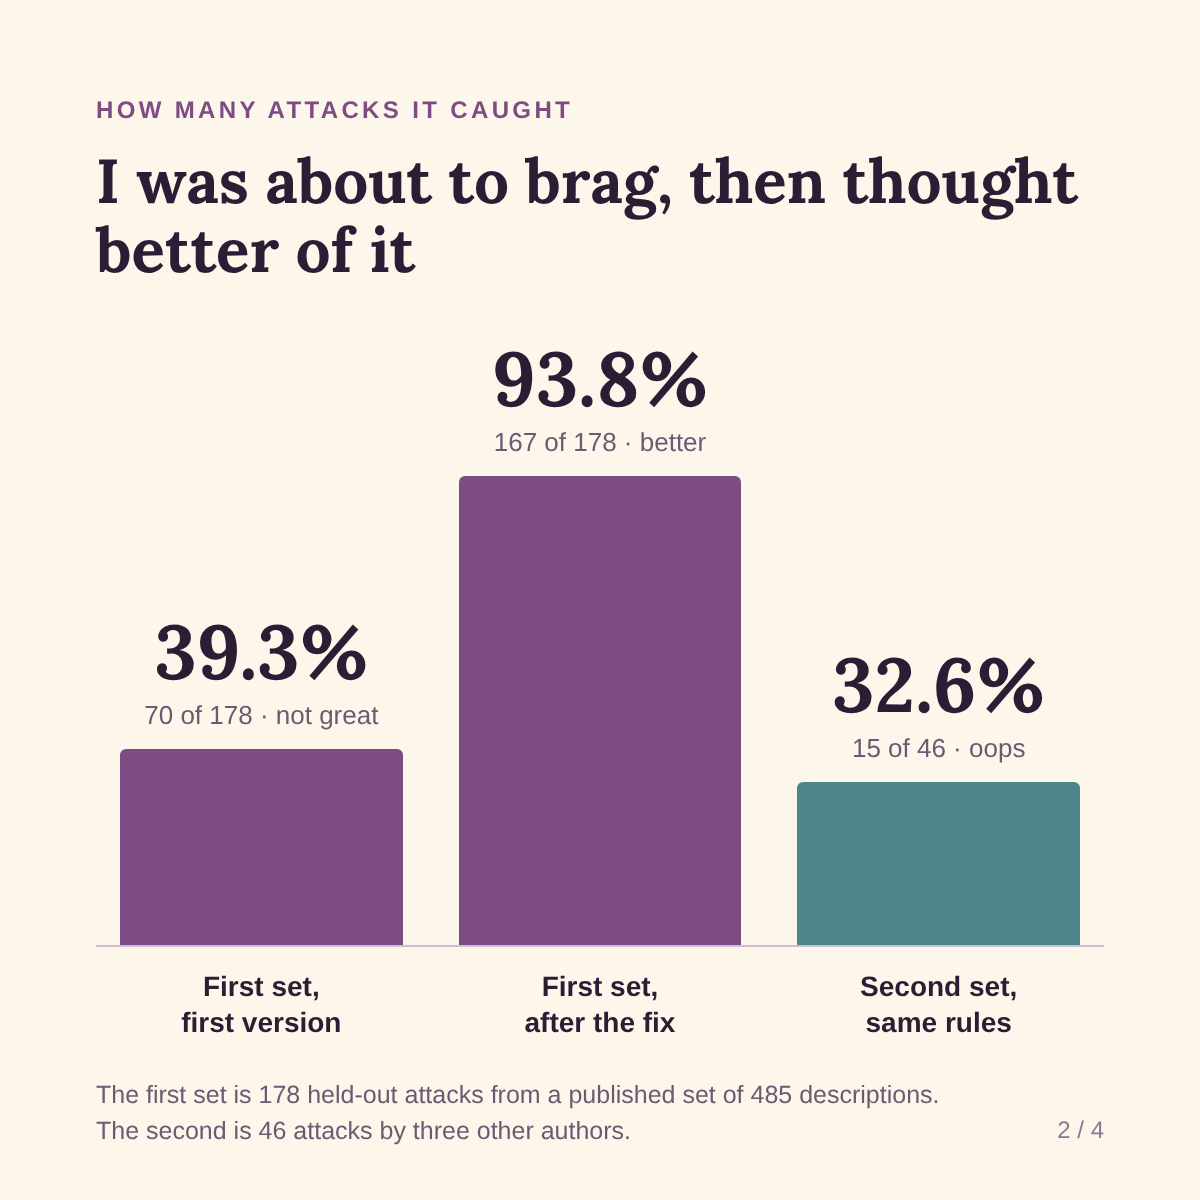 HOW MANY ATTACKS IT CAUGHT
I was about to brag, then thought
better of it
93.8%
167 of 178 · better
39.3%
70 of 178 · not great
32.6%
15 of 46 · oops
First set,
first version
First set,
after the fix
Second set,
same rules
The first set is 178 held-out attacks from a published set of 485 descriptions.
The second is 46 attacks by three other authors.
2 / 4